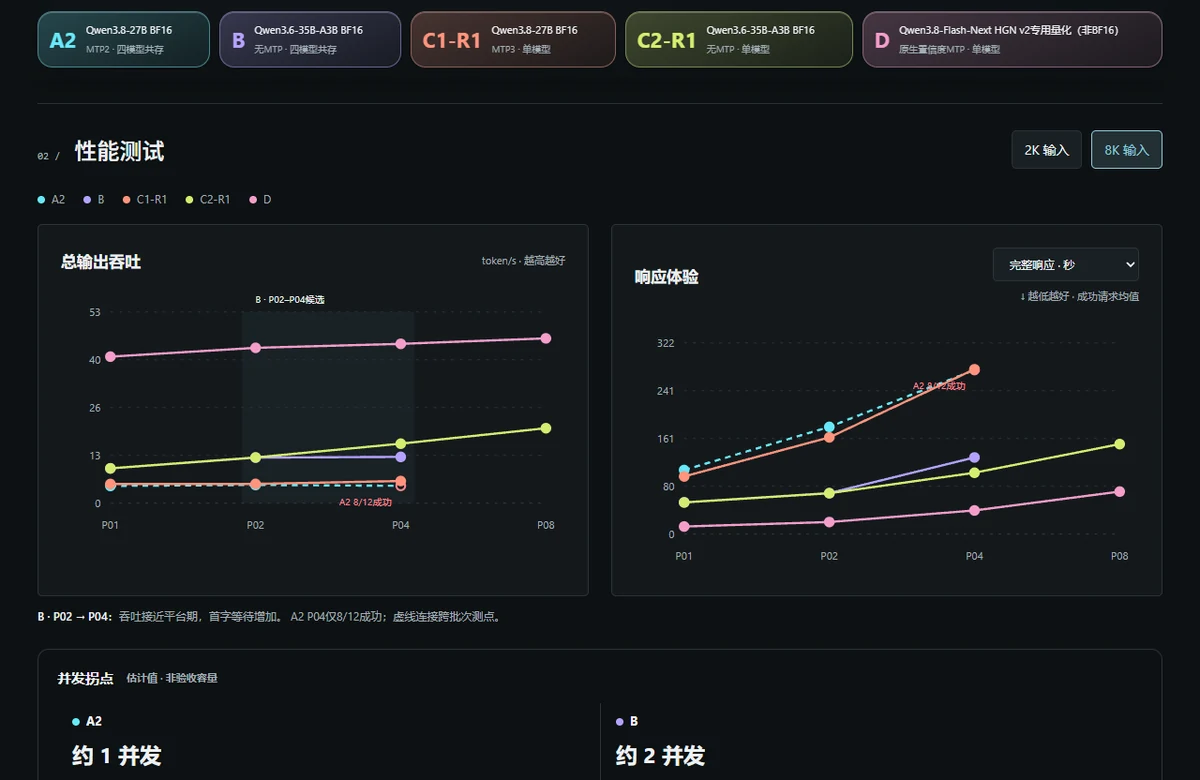 A2
Qwen3.8-27B BF16
MTP2 · 四模型共存
B
Qwen3.6-35B-A3B BF16
无MTP · 四模型共存
C1-R1
Qwen3.8-27B BF16
MTP3 · 单模型
C2-R1
Qwen3.6-35B-A3B BF16
无MTP · 单模型
D
Qwen3.8-Flash-Next HGN v2专用量化（非BF16）
原生置信度MTP · 单模型
02 / 性能测试
2K 输入
8K 输入
A2
B
C1-R1
C2-R1
D
总输出吞吐
token/s · 越高越好
B · P02–P04候选
53
40
26
13
0
A2 8/12成功
P01
P02
P04
P08
响应体验
完整响应 · 秒
↓ 越低越好 · 成功请求均值
322
241
161
80
0
A2 8/12成功
P01
P02
P04
P08
B · P02 → P04: 吞吐接近平台期，首字等待增加。 A2 P04仅8/12成功；虚线连接跨批次测点。
并发拐点 估计值 · 非验收容量
A2
约 1 并发
B
约 2 并发